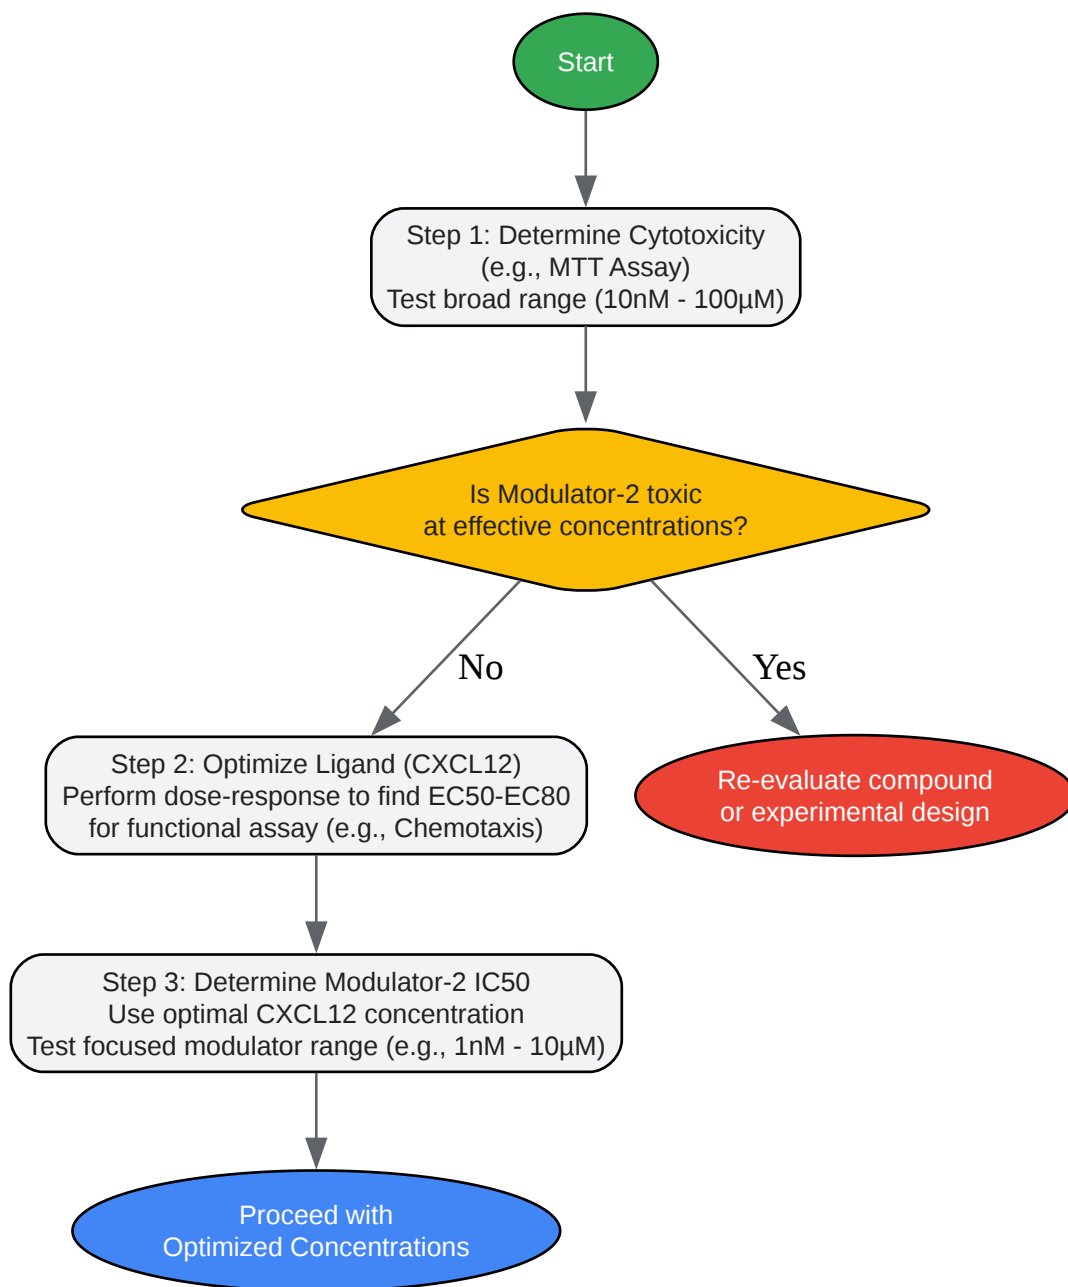 Start
Step 1: Determine Cytotoxicity
(e.g., MTT Assay)
Test broad range (10nM - 100µM)
Is Modulator-2 toxic
at effective concentrations?
No
Yes
Step 2: Optimize Ligand (CXCL12)
Perform dose-response to find EC50-EC80
for functional assay (e.g., Chemotaxis)
Re-evaluate compound
or experimental design
Step 3: Determine Modulator-2 IC50
Use optimal CXCL12 concentration
Test focused modulator range (e.g., 1nM - 10µM)
Proceed with
Optimized Concentrations